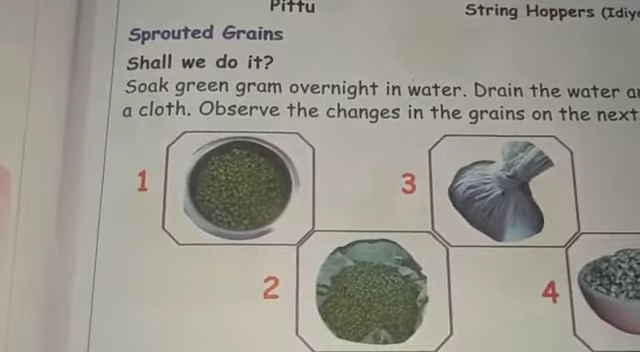 Pittu
String Hoppers
Sprouted Grains
Shall we do it?
Soak green gram overnight in water. Drain the water
a cloth. Observe the changes in the grains on the next
1
3
2
4